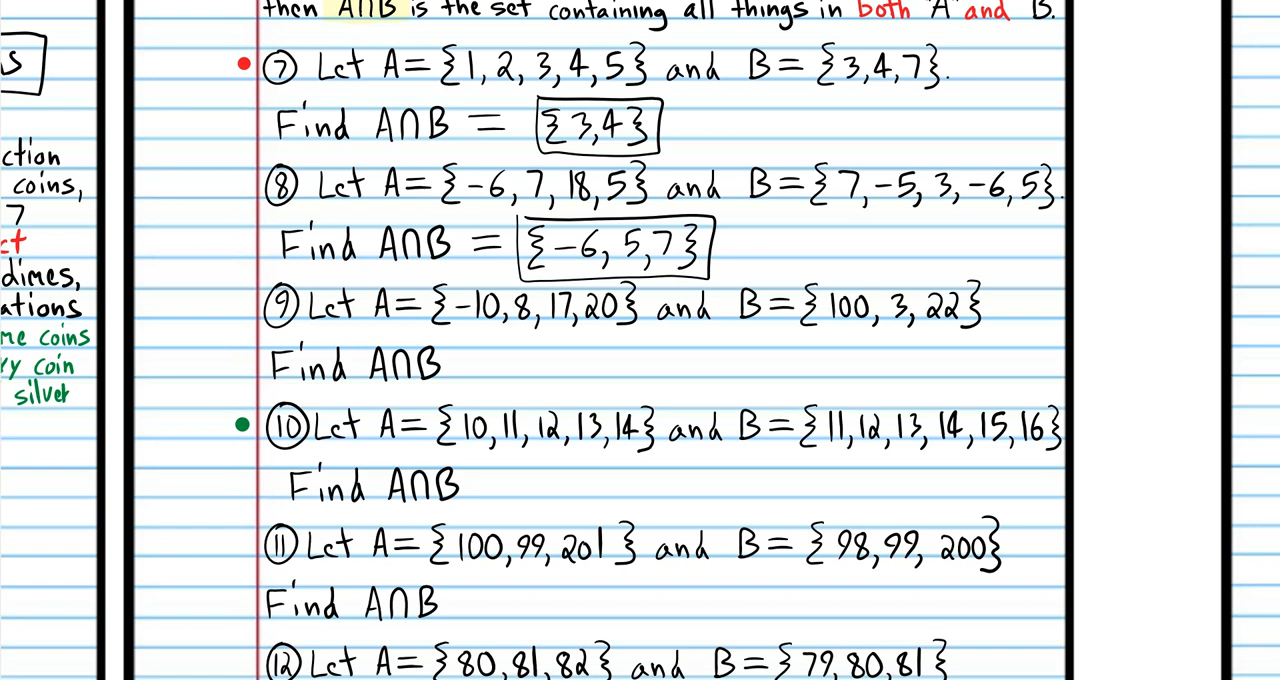 then A∩B is the set containing all things in both A and B.
S
• ⑦ Let A = {1, 2, 3, 4, 5} and B = {3,4,7}.
Find A∩B = {3,4}
ction
coins,
7
ct
dimes,
ations
me coins
ry coin
silver
⑧ Let A = {-6, 7, 18, 5} and B = {7, -5, 3, -6, 5}.
Find A∩B = {-6, 5, 7}
⑨ Let A = {-10, 8, 17, 20} and B = {100, 3, 22}
Find A∩B
• ⑩ Let A = {10, 11, 12, 13, 14} and B = {11, 12, 13, 14, 15, 16}
Find A∩B
⑪ Let A = {100, 99, 201} and B = {98, 99, 200}
Find A∩B
⑫ Let A = {80, 81, 82} and B = {79, 80, 81}